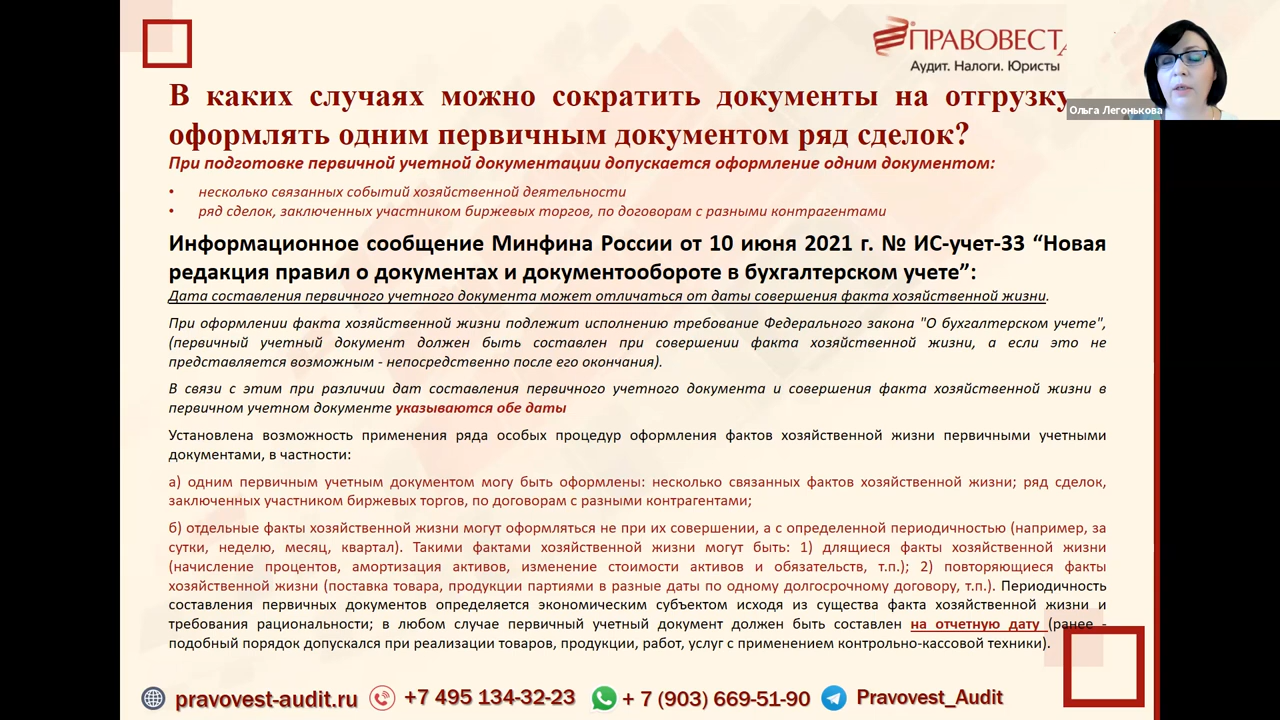 ПРАВОВЕСТ
Аудит. Налоги. Юристы
Ольга Легонькова
В каких случаях можно сократить документы на отгрузку
оформлять одним первичным документом ряд сделок?
При подготовке первичной учетной документации допускается оформление одним документом:
• несколько связанных событий хозяйственной деятельности
• ряд сделок, заключенных участником биржевых торгов, по договорам с разными контрагентами
Информационное сообщение Минфина России от 10 июня 2021 г. № ИС-учет-33 “Новая
редакция правил о документах и документообороте в бухгалтерском учете”:
Дата составления первичного учетного документа может отличаться от даты совершения факта хозяйственной жизни.
При оформлении факта хозяйственной жизни подлежит исполнению требование Федерального закона "О бухгалтерском учете",
(первичный учетный документ должен быть составлен при совершении факта хозяйственной жизни, а если это не
представляется возможным - непосредственно после его окончания).
В связи с этим при различии дат составления первичного учетного документа и совершения факта хозяйственной жизни в
первичном учетном документе указываются обе даты
Установлена возможность применения ряда особых процедур оформления фактов хозяйственной жизни первичными учетными
документами, в частности:
а) одним первичным учетным документом могу быть оформлены: несколько связанных фактов хозяйственной жизни; ряд сделок,
заключенных участником биржевых торгов, по договорам с разными контрагентами;
б) отдельные факты хозяйственной жизни могут оформляться не при их совершении, а с определенной периодичностью (например, за
сутки, неделю, месяц, квартал). Такими фактами хозяйственной жизни могут быть: 1) длящиеся факты хозяйственной жизни
(начисление процентов, амортизация активов, изменение стоимости активов и обязательств, т.п.); 2) повторяющиеся факты
хозяйственной жизни (поставка товара, продукции партиями в разные даты по одному долгосрочному договору, т.п.). Периодичность
составления первичных документов определяется экономическим субъектом исходя из существа факта хозяйственной жизни и
требования рациональности; в любом случае первичный учетный документ должен быть составлен на отчетную дату (ранее -
подобный порядок допускался при реализации товаров, продукции, работ, услуг с применением контрольно-кассовой техники).
pravovest-audit.ru +7 495 134-32-23 + 7 (903) 669-51-90 Pravovest_Audit